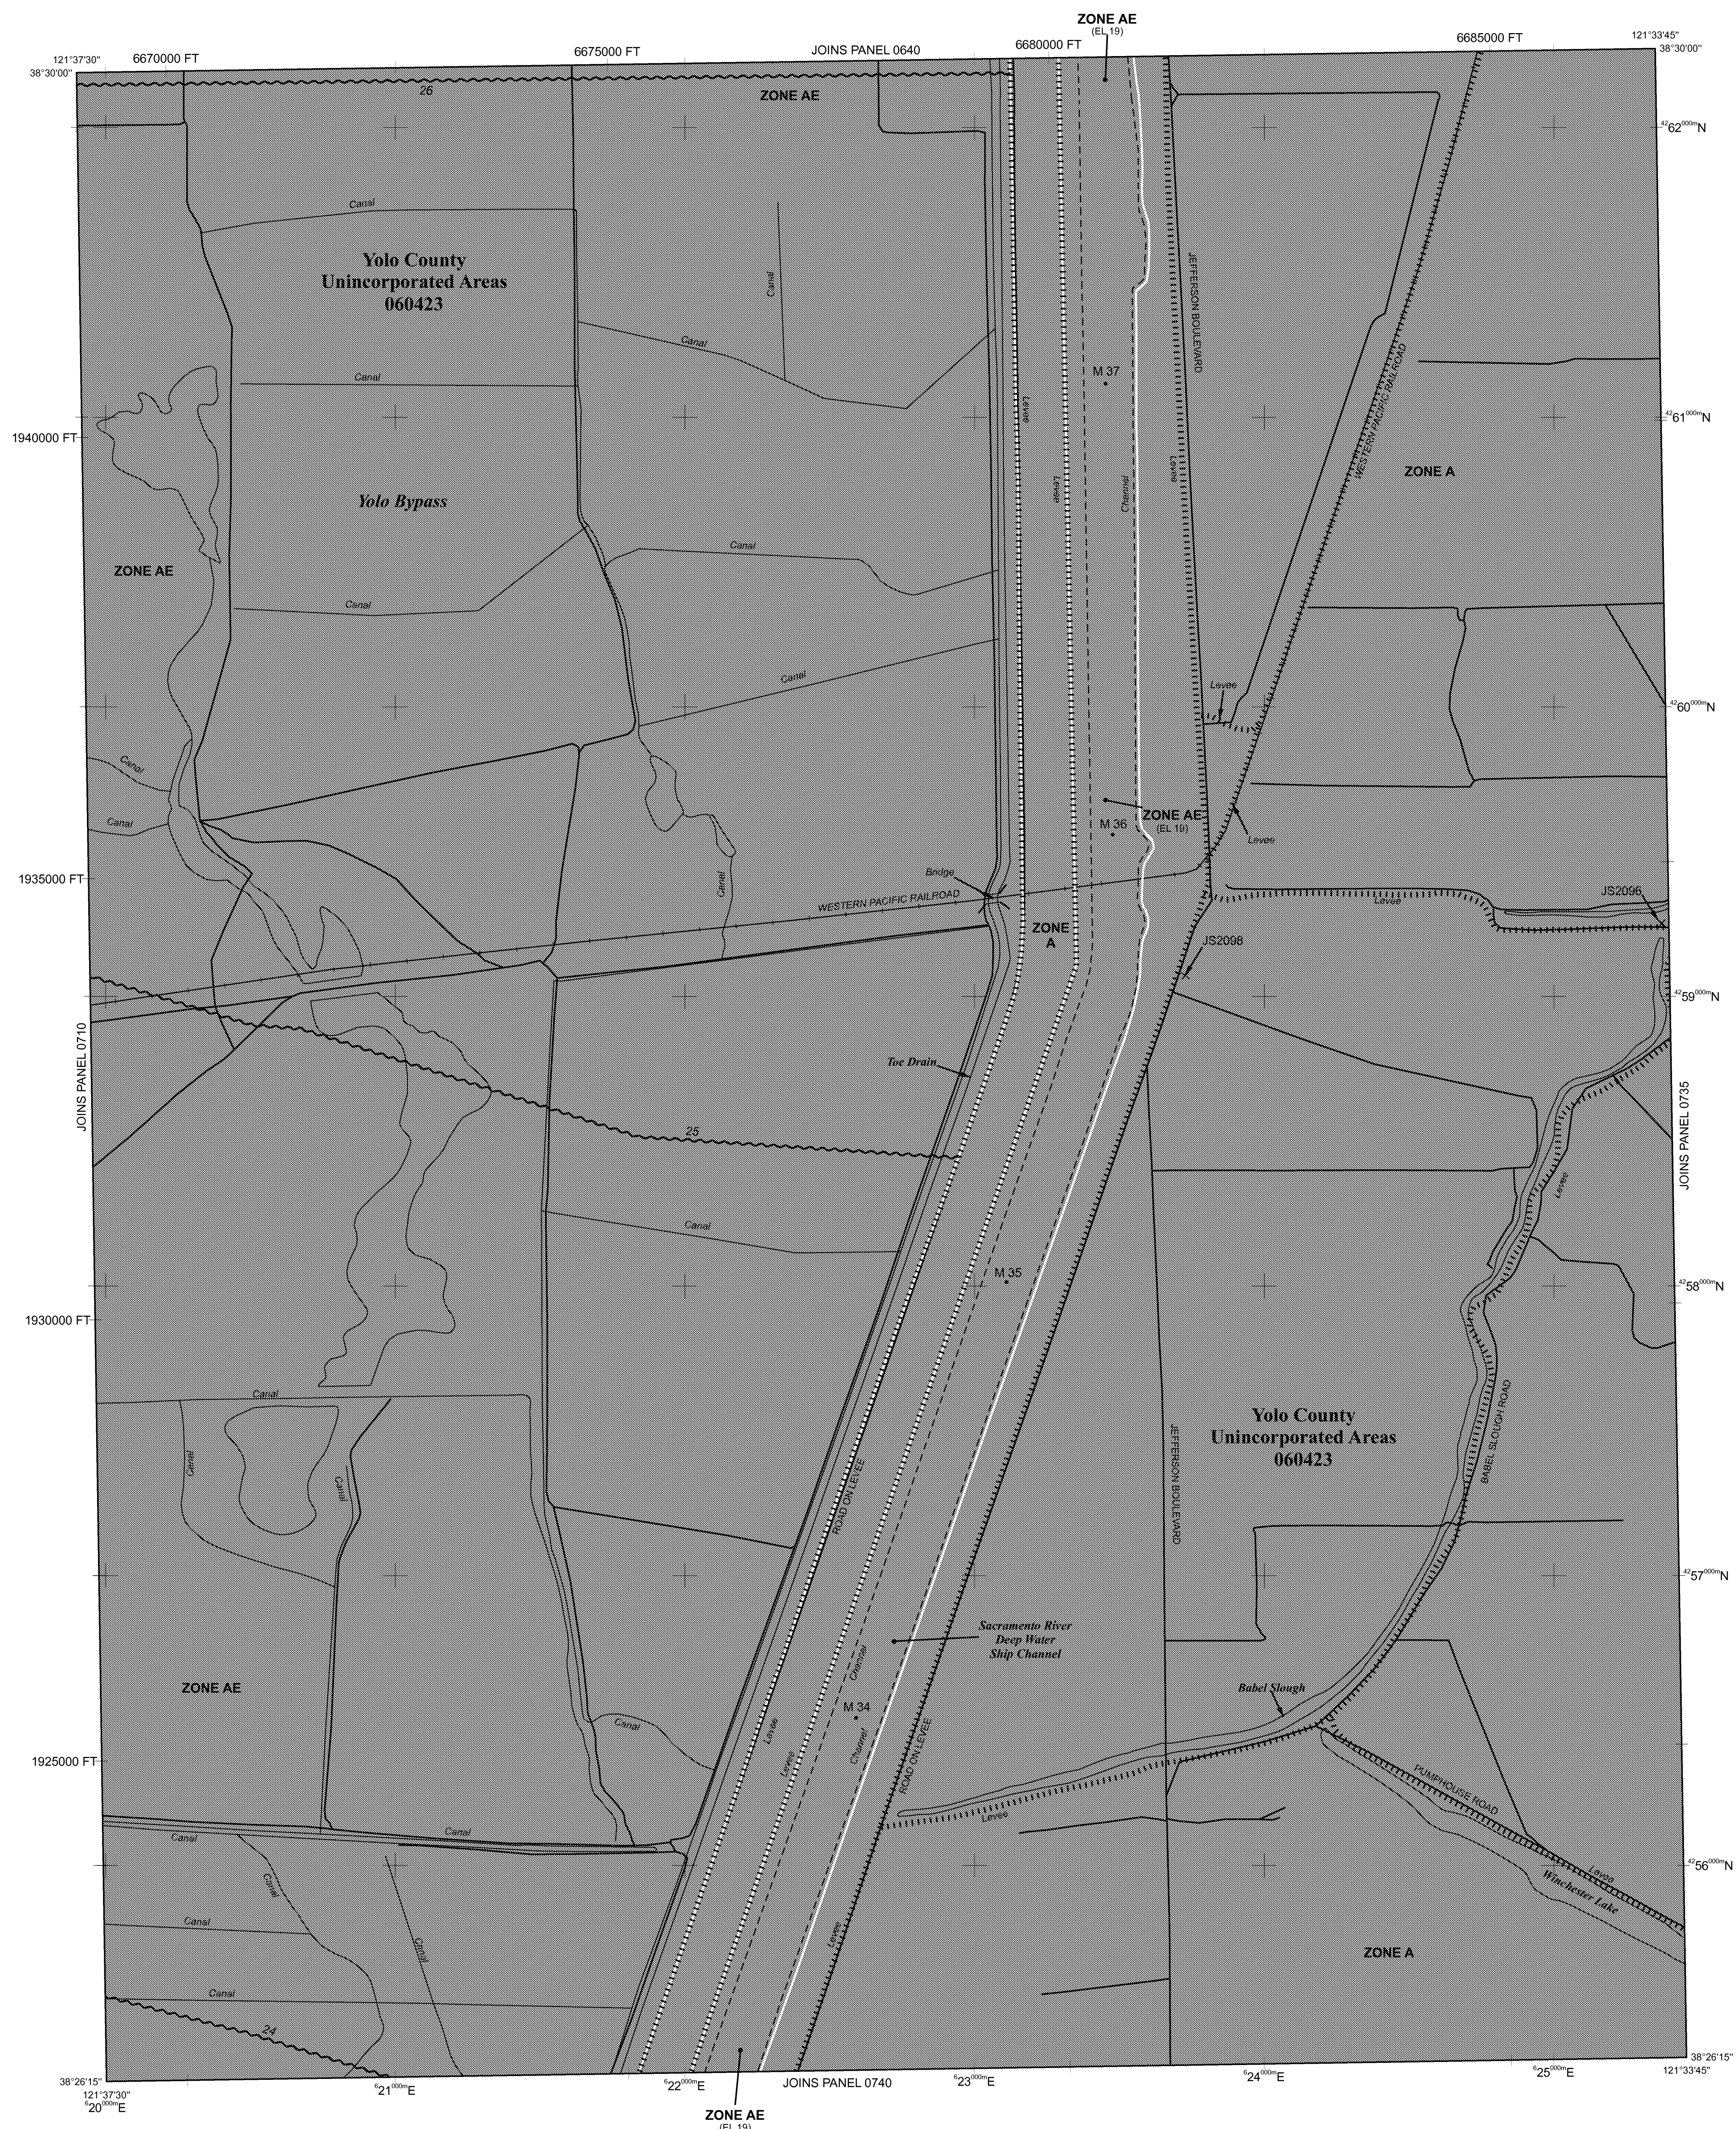 ZONE AE
(EL 19)
121°37'30"
6670000 FT
6675000 FT
JOINS PANEL 0640
6680000 FT
6685000 FT
121°33'45"
38°30'00"
38°30'00"
26
ZONE AE
4262000mN
Canal
Yolo County
Unincorporated Areas
060423
Canal
JEFFERSON BOULEVARD
Canal
Canal
M 37
WESTERN PACIFIC RAILROAD
Levee
4261000mN
1940000 FT
ZONE A
Levee
Levee
Channel
Yolo Bypass
Canal
ZONE AE
Canal
Canal
Levee
4260000mN
Canal
Canal
ZONE AE
(EL 19)
M 36
Levee
Bridge
1935000 FT
Canal
WESTERN PACIFIC RAILROAD
Levee
JS2096
ZONE
A
JS2098
4259000mN
Toe Drain
JOINS PANEL 0710
JOINS PANEL 0735
25
Levee
Canal
M 35
4258000mN
1930000 FT
Canal
Yolo County
Unincorporated Areas
060423
BABEL SLOUGH ROAD
Canal
Canal
ROAD ON LEVEE
JEFFERSON BOULEVARD
4257000mN
Sacramento River
Deep Water
Ship Channel
Channel
ZONE AE
Babel Slough
M 34
Canal
Levee
Levee
Channel
ROAD ON LEVEE
1925000 FT
PUMPHOUSE ROAD
Levee
Canal
Canal
4256000mN
Levee
Winchester Lake
Canal
Canal
Canal
Levee
ZONE A
Canal
24
38°26'15"
121°37'30"
620000mE
621000mE
622000mE
JOINS PANEL 0740
623000mE
624000mE
625000mE
38°26'15"
121°33'45"
ZONE AE
(EL 19)